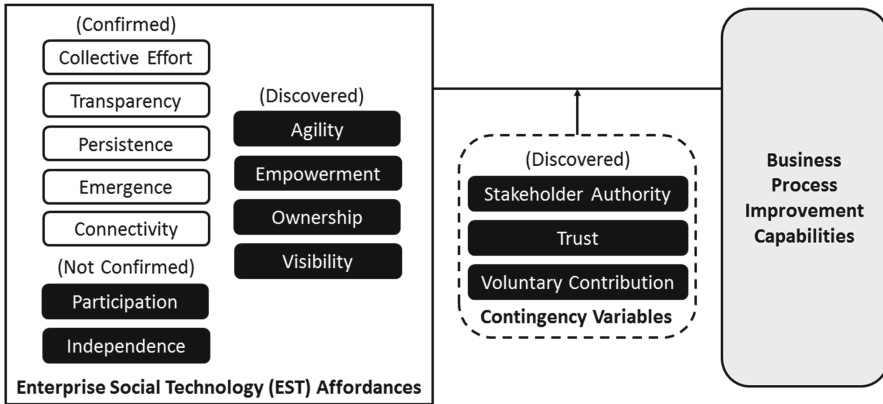 (Confirmed)
Collective Effort
Transparency
Persistence
Emergence
Connectivity
(Not Confirmed)
Participation
Independence
(Discovered)
Agility
Empowerment
Ownership
Visibility
Enterprise Social Technology (EST) Affordances
(Discovered)
Stakeholder Authority
Trust
Voluntary Contribution
Contingency Variables
Business
Process
Improvement
Capabilities